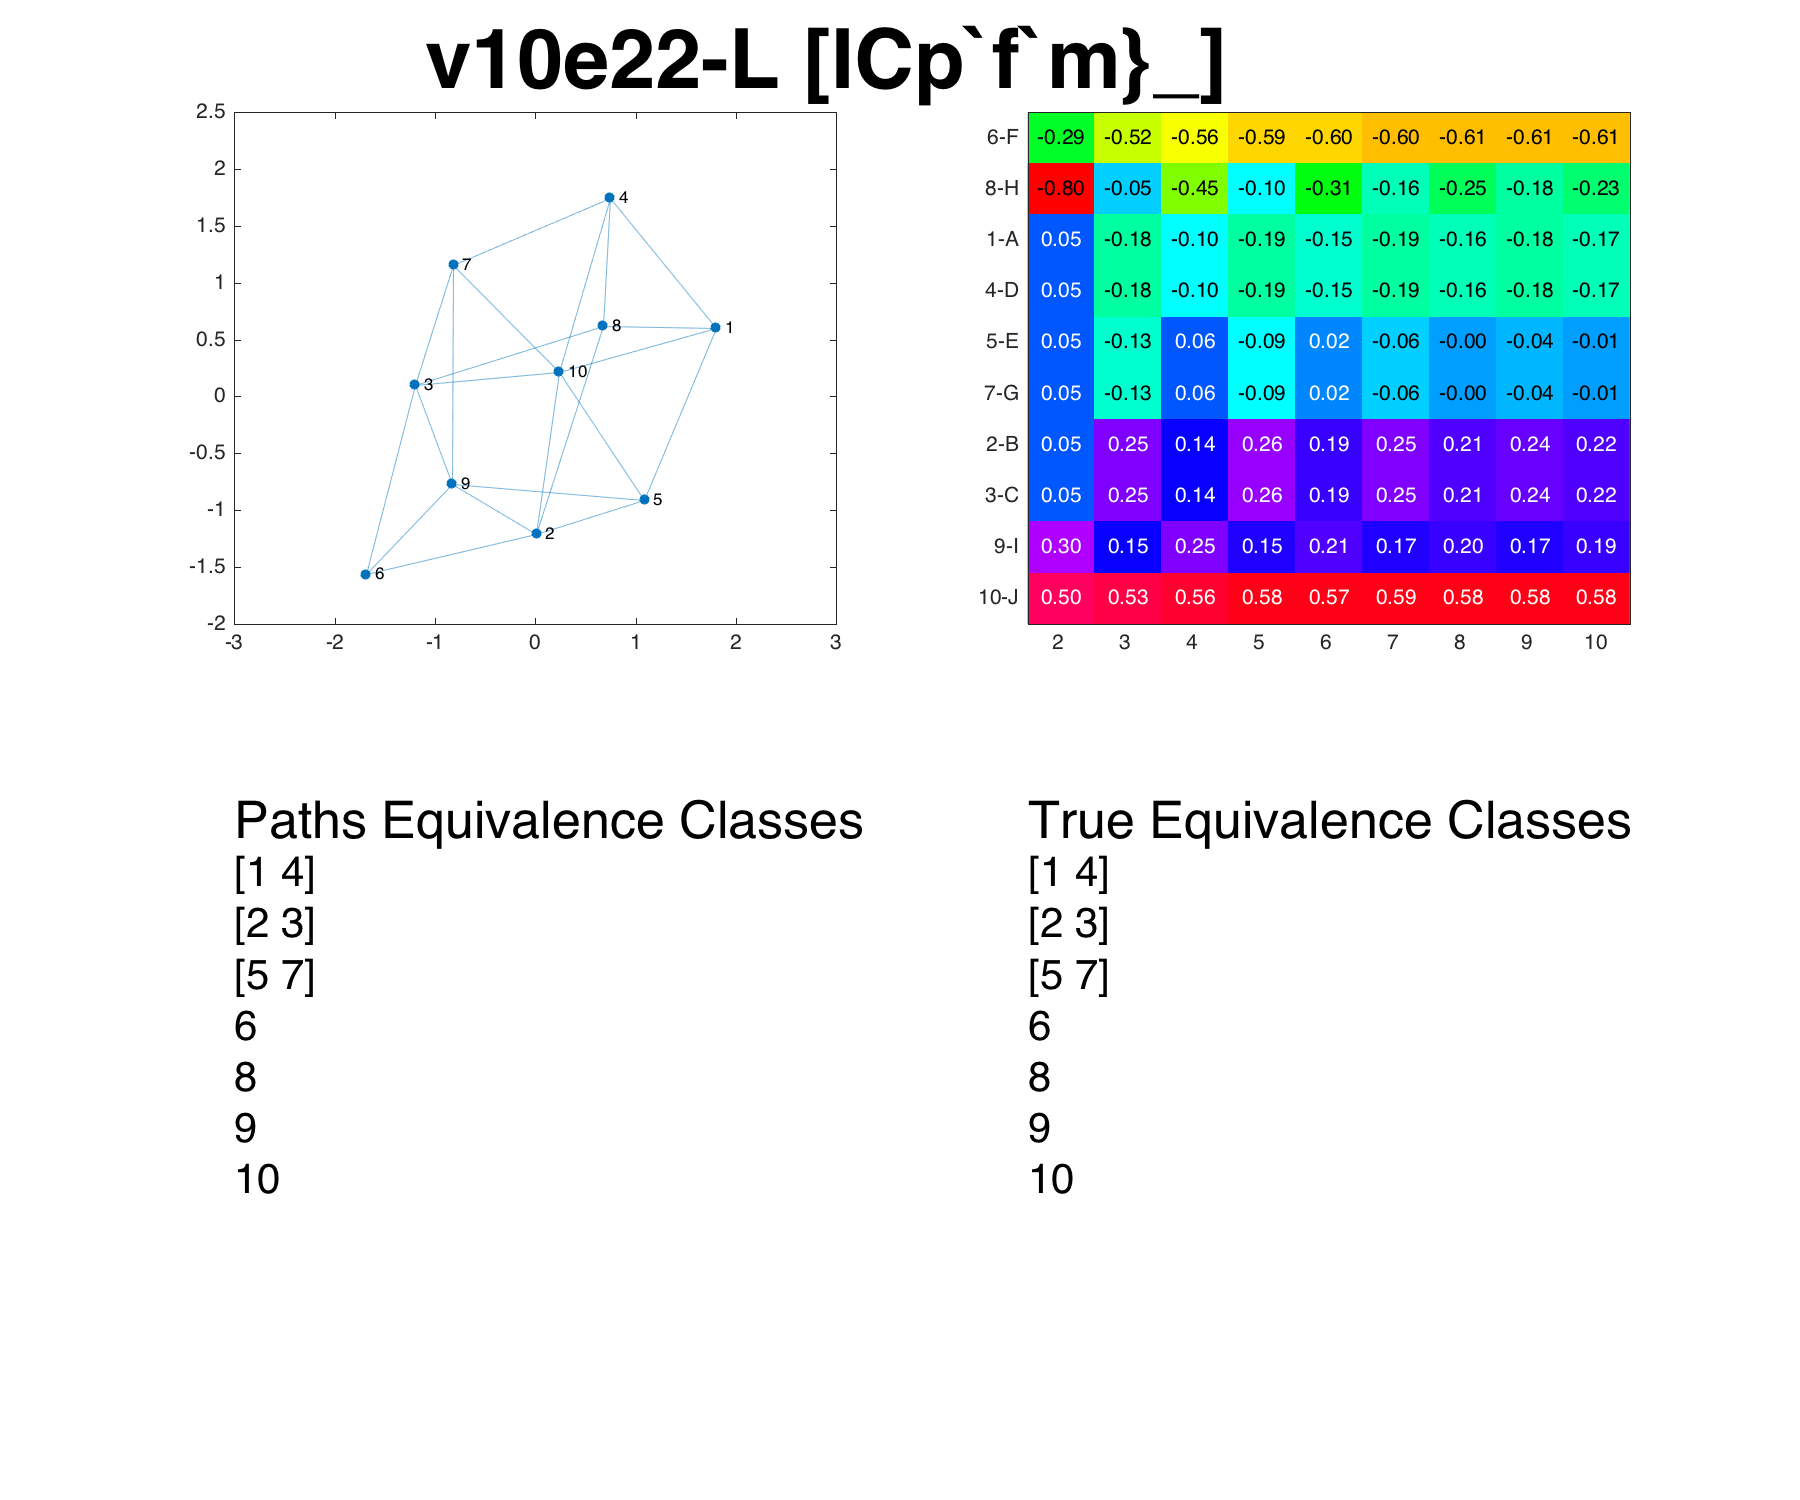 v10e22-L [ICp`f`m}_]
2.5
2
1.5
1
0.5
0
-0.5
-1
-1.5
-2
-3 -2 -1 0 1 2 3
4
7
8
1
10
3
9
5
2
6
6-F -0.29 -0.52 -0.56 -0.59 -0.60 -0.60 -0.61 -0.61 -0.61
8-H -0.80 -0.05 -0.45 -0.10 -0.31 -0.16 -0.25 -0.18 -0.23
1-A 0.05 -0.18 -0.10 -0.19 -0.15 -0.19 -0.16 -0.18 -0.17
4-D 0.05 -0.18 -0.10 -0.19 -0.15 -0.19 -0.16 -0.18 -0.17
5-E 0.05 -0.13 0.06 -0.09 0.02 -0.06 -0.00 -0.04 -0.01
7-G 0.05 -0.13 0.06 -0.09 0.02 -0.06 -0.00 -0.04 -0.01
2-B 0.05 0.25 0.14 0.26 0.19 0.25 0.21 0.24 0.22
3-C 0.05 0.25 0.14 0.26 0.19 0.25 0.21 0.24 0.22
9-I 0.30 0.15 0.25 0.15 0.21 0.17 0.20 0.17 0.19
10-J 0.50 0.53 0.56 0.58 0.57 0.59 0.58 0.58 0.58
2 3 4 5 6 7 8 9 10
Paths Equivalence Classes
[1 4]
[2 3]
[5 7]
6
8
9
10
True Equivalence Classes
[1 4]
[2 3]
[5 7]
6
8
9
10